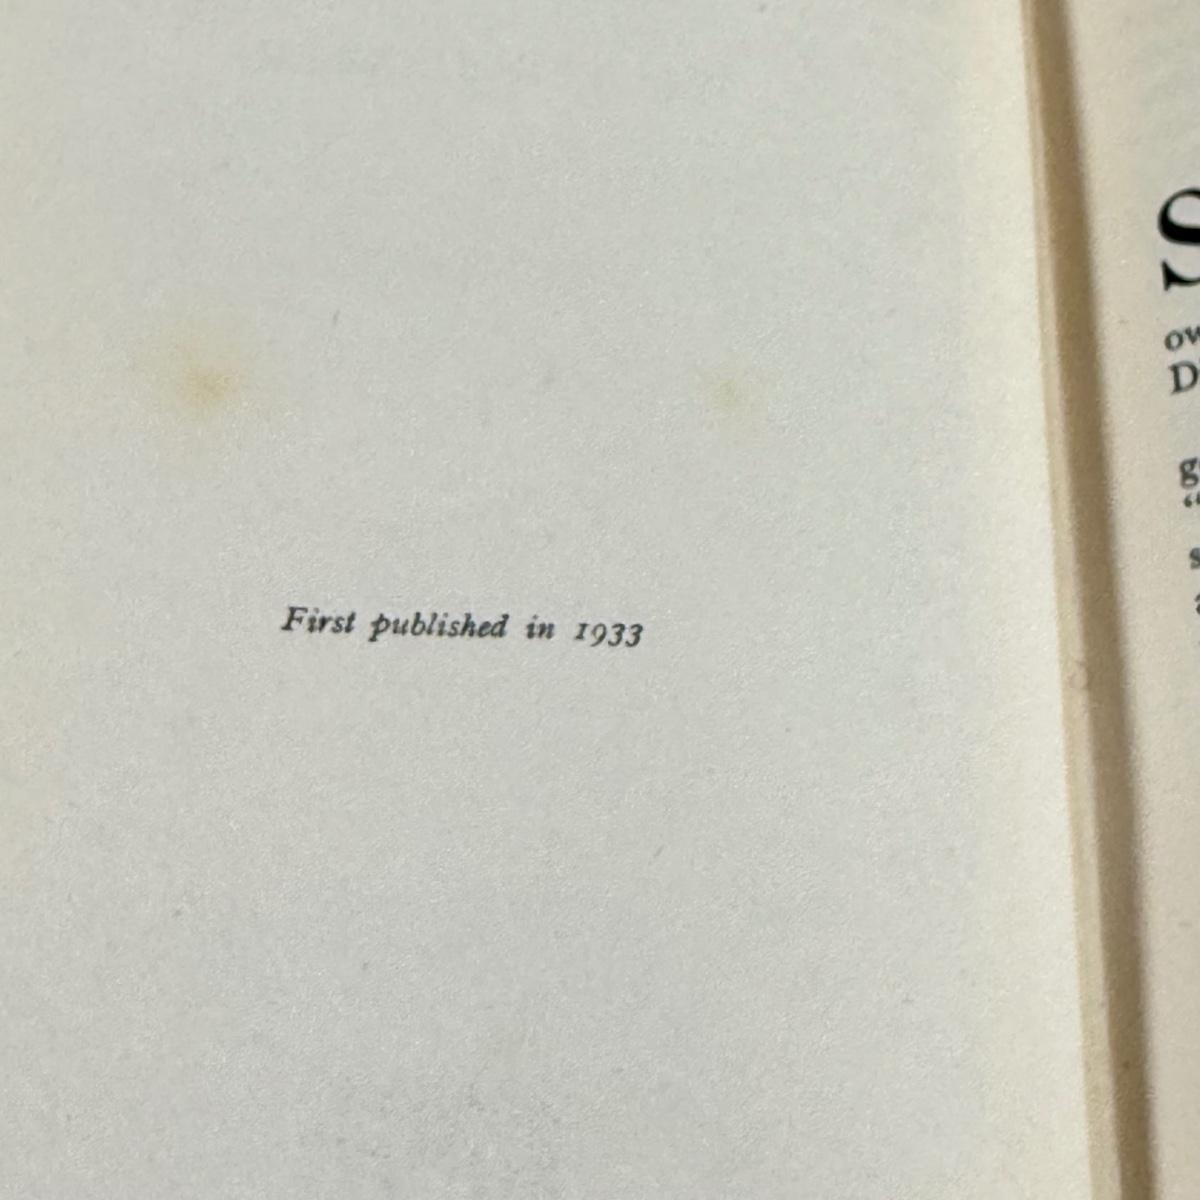 First published in 1933
S